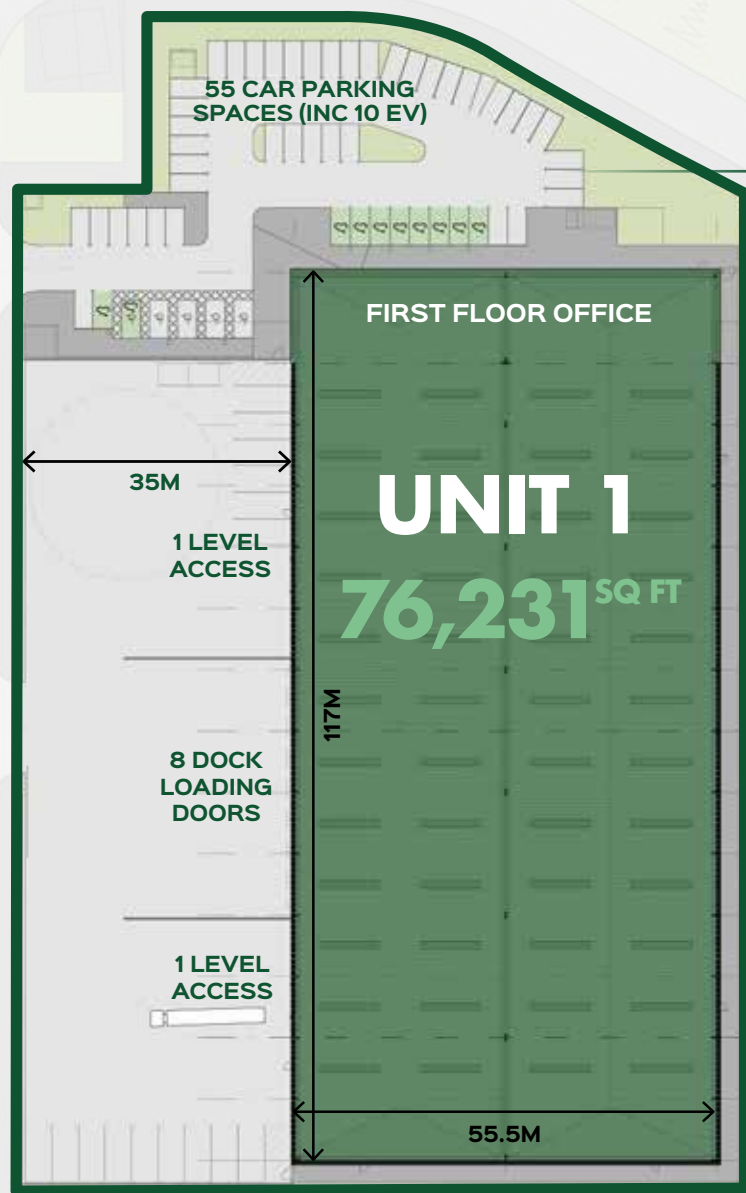 55 CAR PARKING
SPACES (INC 10 EV)
FIRST FLOOR OFFICE
35M
UNIT 1
1 LEVEL
ACCESS
76,231 SQ FT
117M
8 DOCK
LOADING
DOORS
1 LEVEL
ACCESS
55.5M